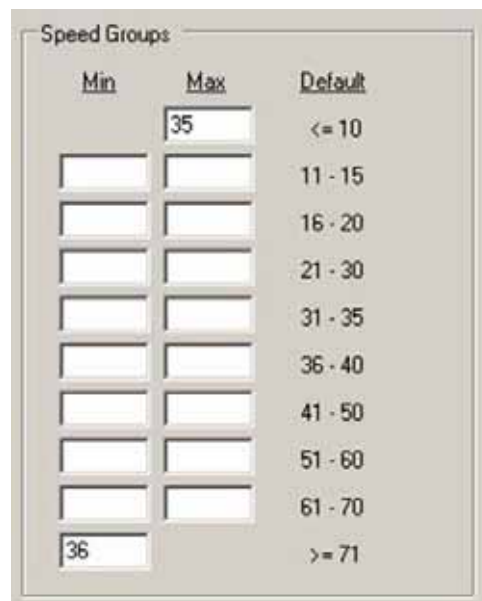 Speed Groups
Min Max Default
35 <= 10
11 - 15
16 - 20
21 - 30
31 - 35
36 - 40
41 - 50
51 - 60
61 - 70
36 >= 71